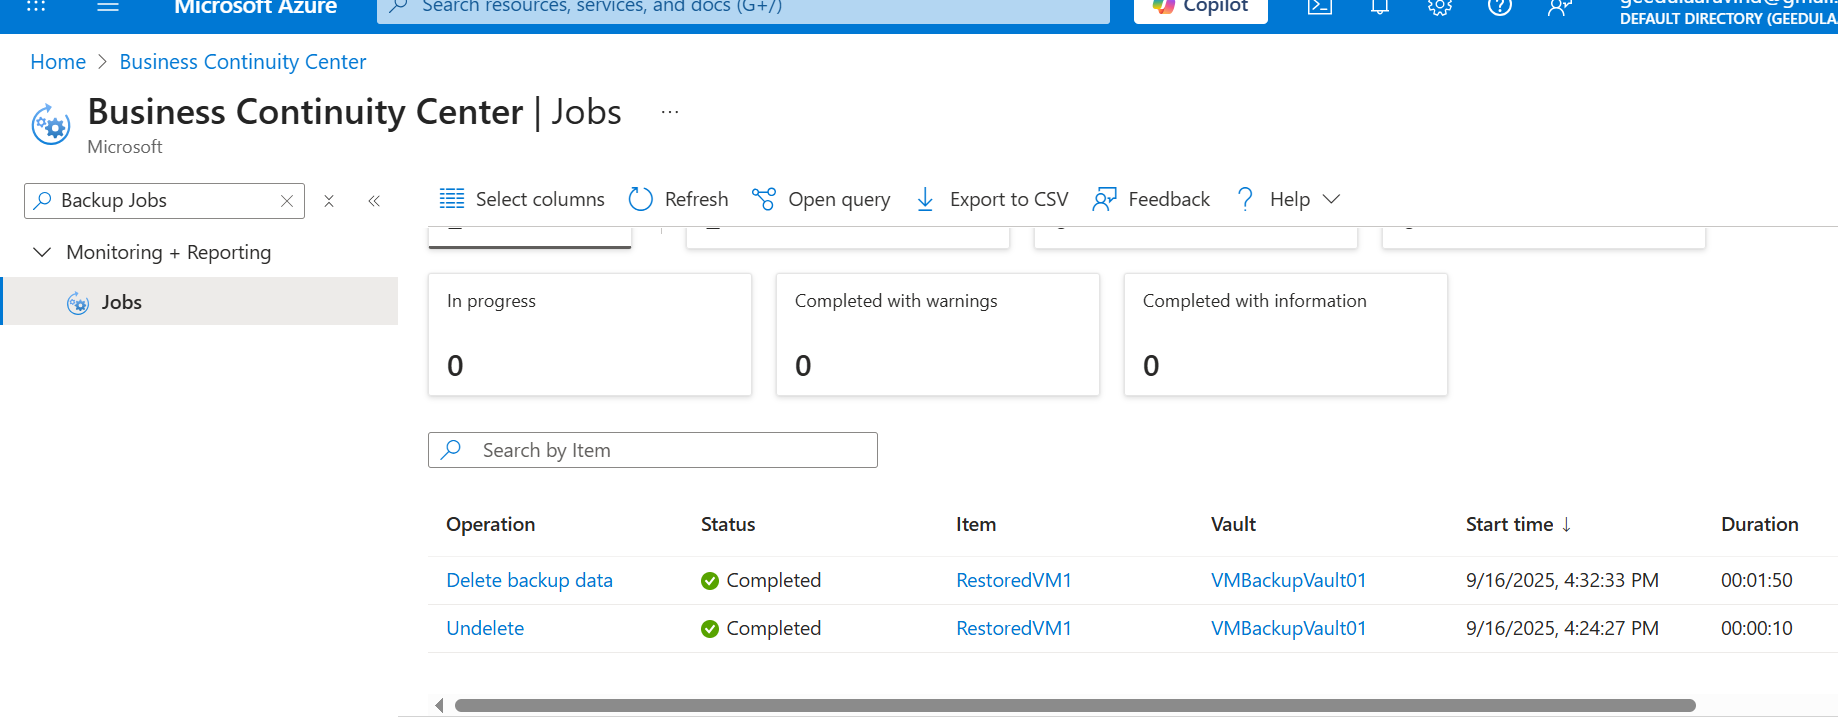 Microsoft Azure
Search resources, services, and docs (G+/)
Copilot
DEFAULT DIRECTORY (GEEDULA
Home > Business Continuity Center
Business Continuity Center | Jobs ...
Microsoft
Backup Jobs
Select columns Refresh Open query Export to CSV Feedback Help
Monitoring + Reporting
Jobs
In progress Completed with warnings Completed with information
0 0 0
Search by Item
Operation Status Item Vault Start time ↓ Duration
Delete backup data Completed RestoredVM1 VMBackupVault01 9/16/2025, 4:32:33 PM 00:01:50
Undelete Completed RestoredVM1 VMBackupVault01 9/16/2025, 4:24:27 PM 00:00:10